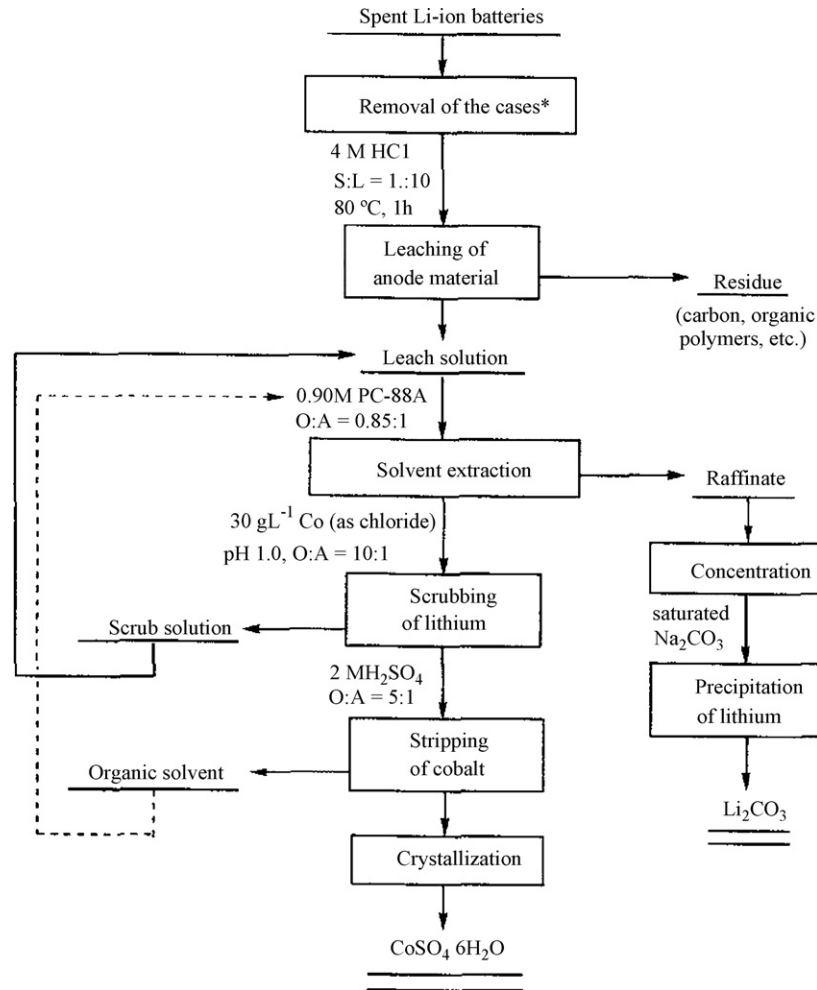 Spent Li-ion batteries
Removal of the cases*
4 M HC1
S:L = 1.:10
80 ºC, 1h
Leaching of
anode material
Residue
(carbon, organic
polymers, etc.)
Leach solution
0.90M PC-88A
O:A = 0.85:1
Solvent extraction
Raffinate
30 gL⁻¹ Co (as chloride)
pH 1.0, O:A = 10:1
Concentration
Scrubbing
of lithium
Scrub solution
saturated
Na₂CO₃
2 MH₂SO₄
O:A = 5:1
Precipitation
of lithium
Stripping
of cobalt
Organic solvent
Li₂CO₃
Crystallization
CoSO₄ 6H₂O